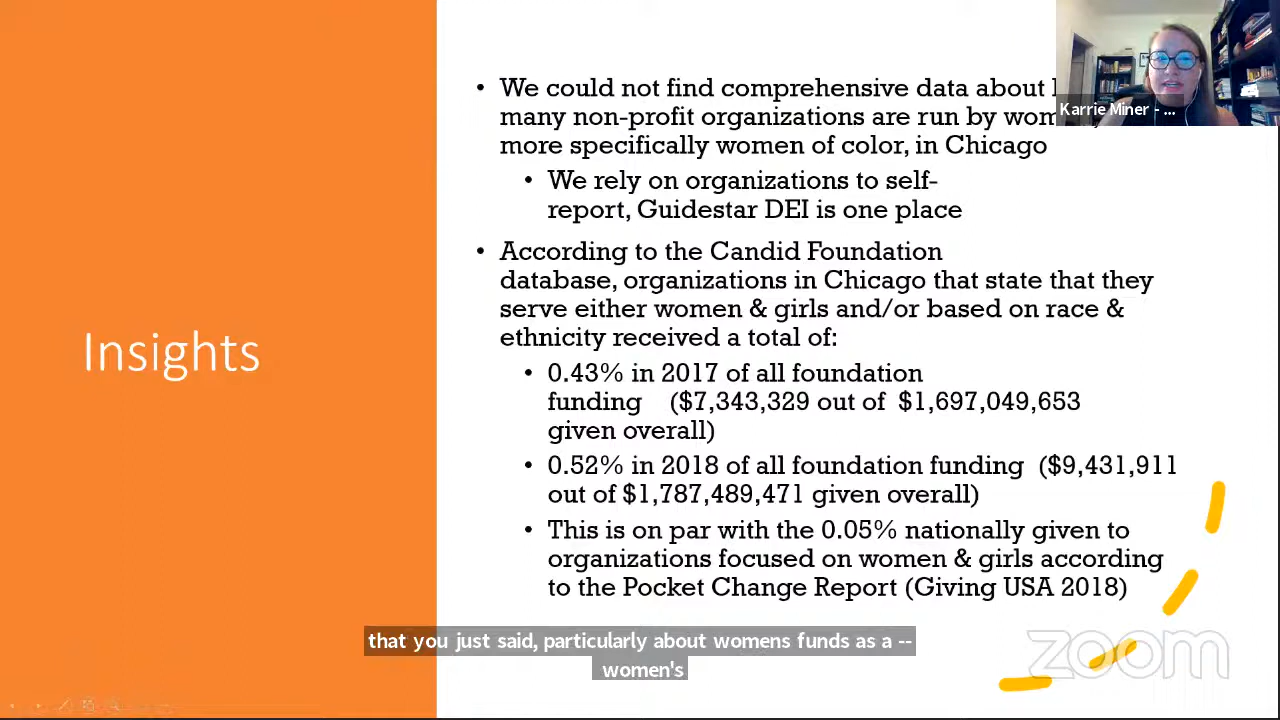 Insights
• We could not find comprehensive data about
many non-profit organizations are run by
more specifically women of color, in Chicago
• We rely on organizations to self-
report, Guidestar DEI is one place
• According to the Candid Foundation
database, organizations in Chicago that state that they
serve either women & girls and/or based on race &
ethnicity received a total of:
• 0.43% in 2017 of all foundation
funding ($7,343,329 out of $1,697,049,653
given overall)
• 0.52% in 2018 of all foundation funding ($9,431,911
out of $1,787,489,471 given overall)
• This is on par with the 0.05% nationally given to
organizations focused on women & girls according
to the Pocket Change Report (Giving USA 2018)
Karrie Miner - ...
that you just said, particularly about womens funds as a --
women's
zoom